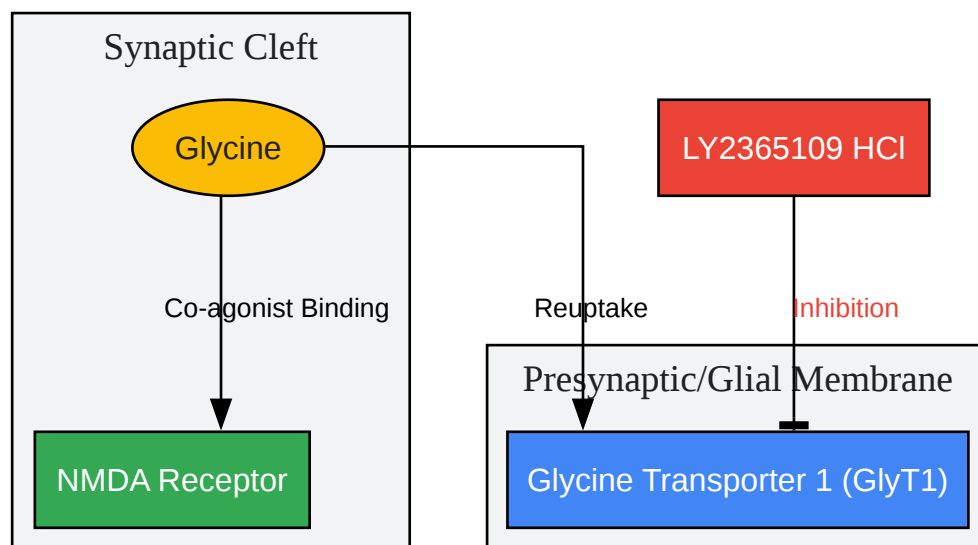 Synaptic Cleft
Glycine
LY2365109 HCl
Co-agonist Binding
Reuptake
Inhibition
Presynaptic/Glial Membrane
NMDA Receptor
Glycine Transporter 1 (GlyT1)